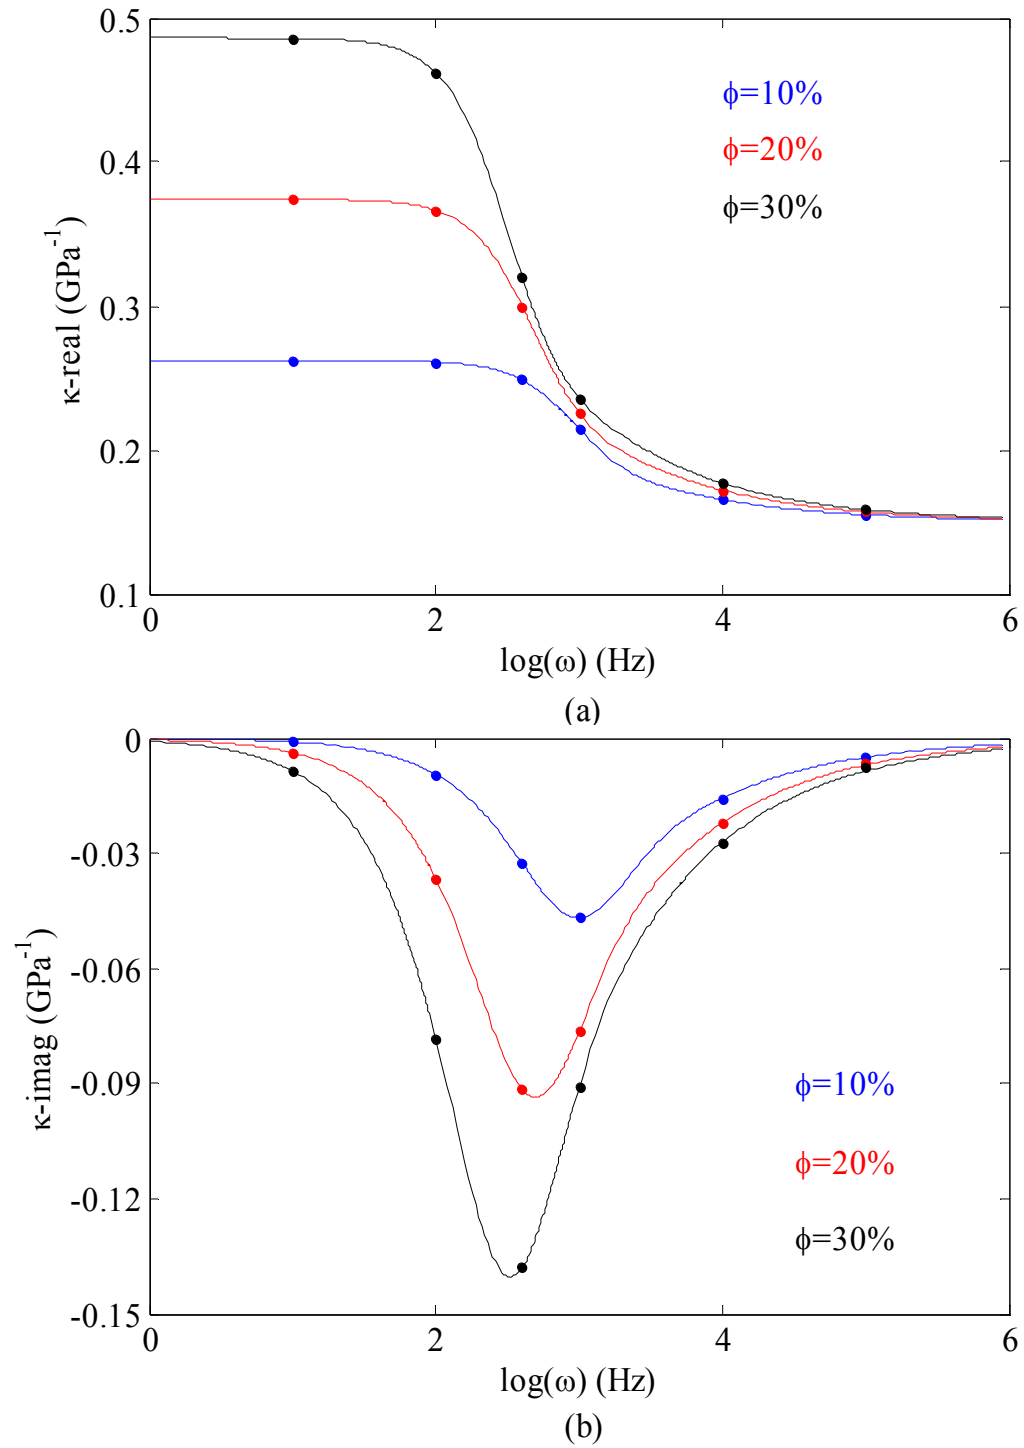 0.5
0.4
0.3
0.2
0.1
κ-real (GPa⁻¹)
ϕ=10%
ϕ=20%
ϕ=30%
0 2 4 6
log(ω) (Hz)
(a)
0
-0.03
-0.06
-0.09
-0.12
-0.15
κ-imag (GPa⁻¹)
ϕ=10%
ϕ=20%
ϕ=30%
0 2 4 6
log(ω) (Hz)
(b)